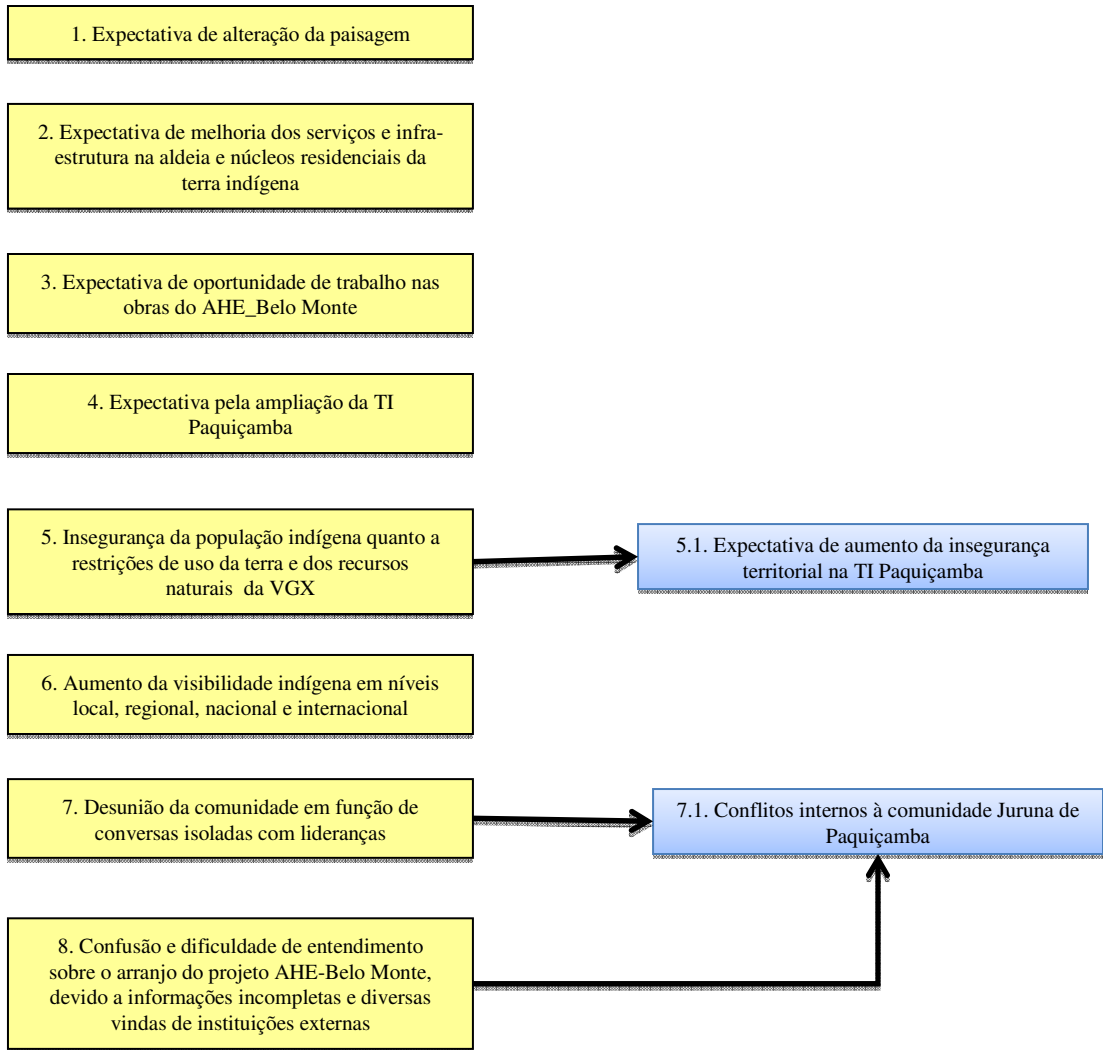 1. Expectativa de alteração da paisagem
2. Expectativa de melhoria dos serviços e infra-
estrutura na aldeia e núcleos residenciais da
terra indígena
3. Expectativa de oportunidade de trabalho nas
obras do AHE_Belo Monte
4. Expectativa pela ampliação da TI
Paquiçamba
5. Insegurança da população indígena quanto a
restrições de uso da terra e dos recursos
naturais da VGX
5.1. Expectativa de aumento da insegurança
territorial na TI Paquiçamba
6. Aumento da visibilidade indígena em níveis
local, regional, nacional e internacional
7. Desunião da comunidade em função de
conversas isoladas com lideranças
7.1. Conflitos internos à comunidade Juruna de
Paquiçamba
8. Confusão e dificuldade de entendimento
sobre o arranjo do projeto AHE-Belo Monte,
devido a informações incompletas e diversas
vindas de instituições externas